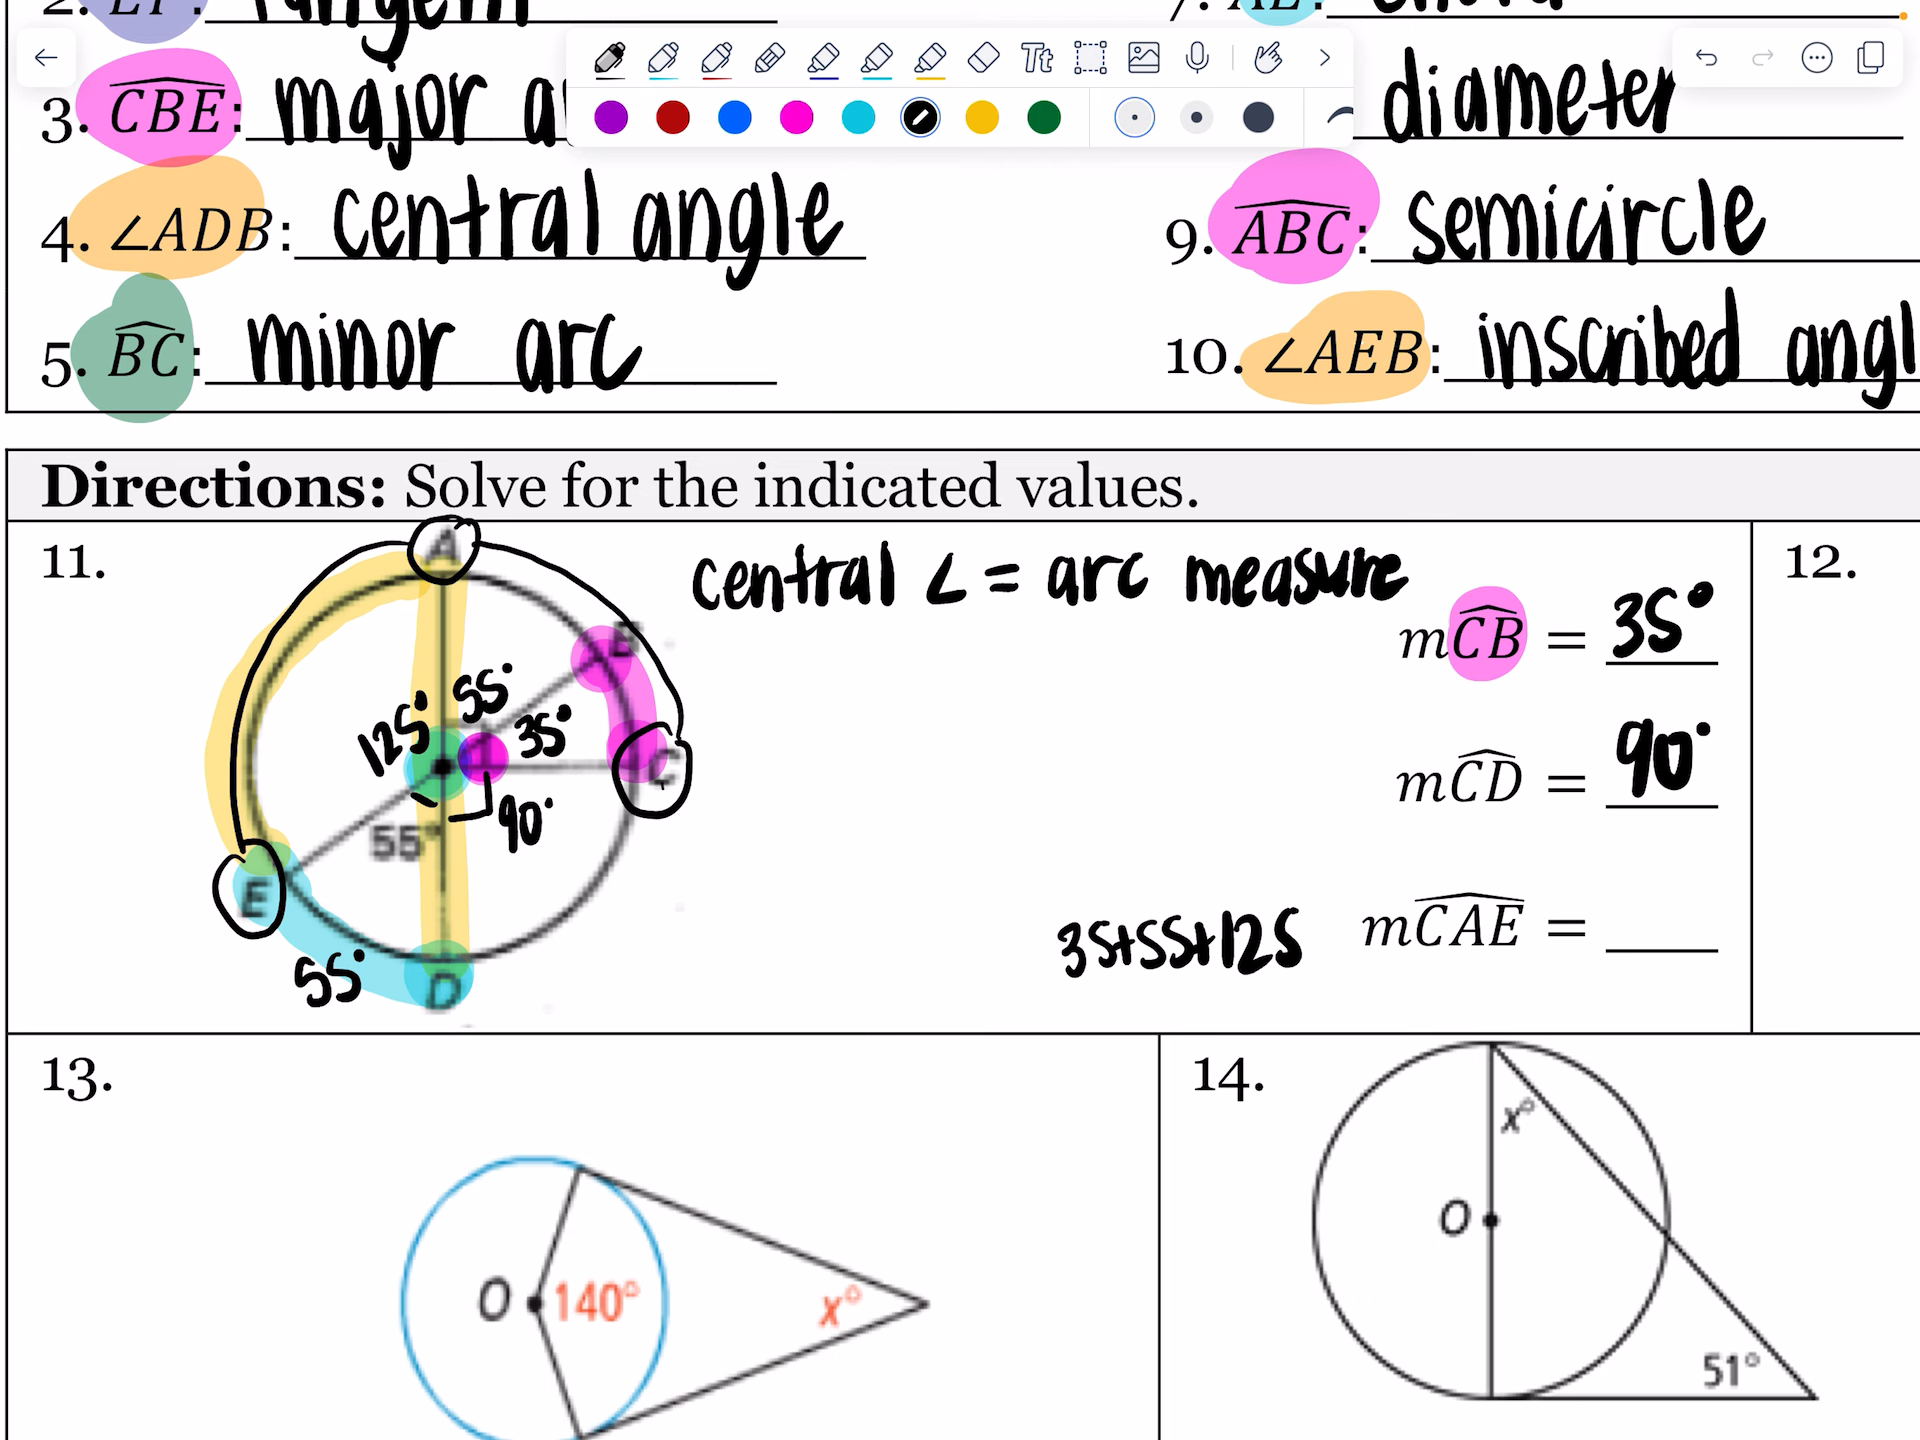 3. CBE: major
diameter
4. ∠ADB: central angle
9. ABC: semicircle
5. BC: minor arc
10. ∠AEB: inscribed angl
Tt
Directions: Solve for the indicated values.
11.
central ∠ = arc measure
A
B
C
D
E
125°
55°
35°
90°
55°
55°
mCB = 35°
mCD = 90°
35+55+125 mCAE =
12.
13.
O 140° x°
14.
x°
O
51°